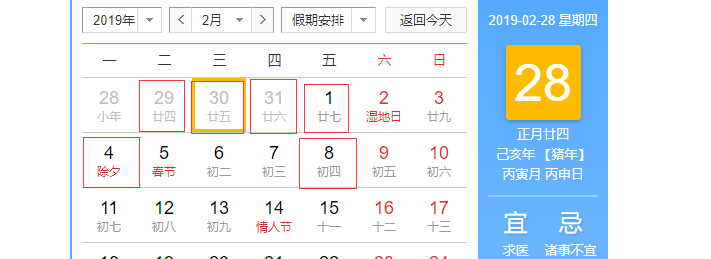 2019年 2月 假期安排 返回今天
一 二 三 四 五 六 日
28 29 30 31 1 2 3
小年 廿四 廿五 廿六 廿七 湿地日 廿九
4 5 6 7 8 9 10
除夕 春节 初二 初三 初四 初五 初六
11 12 13 14 15 16 17
初七 初八 初九 情人节 十一 十二 十三
2019-02-28 星期四
28
正月廿四
己亥年 【猪年】
丙寅月 丙申日
宜 忌
求医 诸事不宜